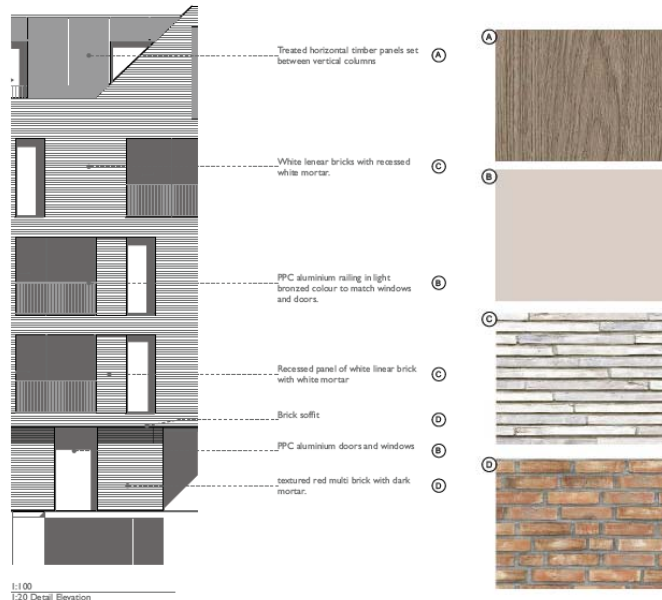 Treated horizontal timber panels set
between vertical columns
A
White lenear bricks with recessed
white mortar.
C
PPC aluminium railing in light
bronzed colour to match windows
and doors.
B
Recessed panel of white linear brick
with white mortar
C
Brick soffit
D
PPC aluminium doors and windows
B
textured red multi brick with dark
mortar.
D
1:100
1:20 Detail Elevation
A
B
C
D